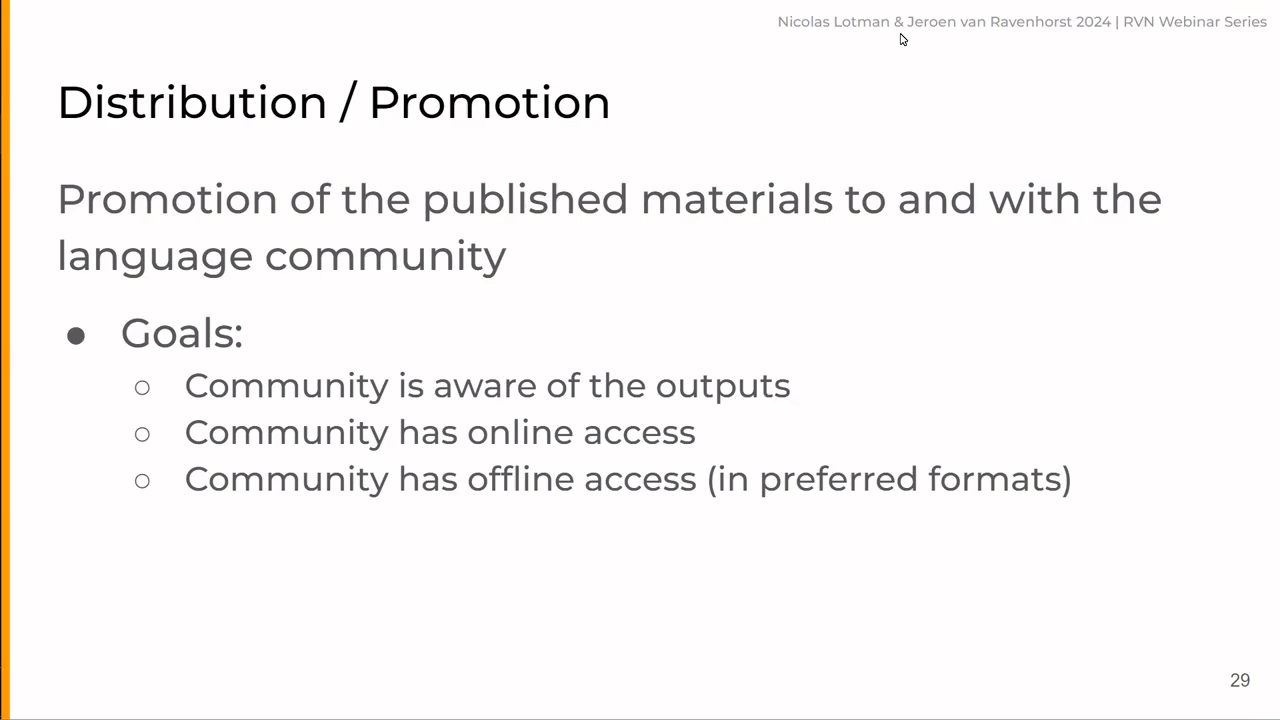 Nicolas Lotman & Jeroen van Ravenhorst 2024 | RVN Webinar Series
Distribution / Promotion
Promotion of the published materials to and with the
language community
● Goals:
○ Community is aware of the outputs
○ Community has online access
○ Community has offline access (in preferred formats)
29